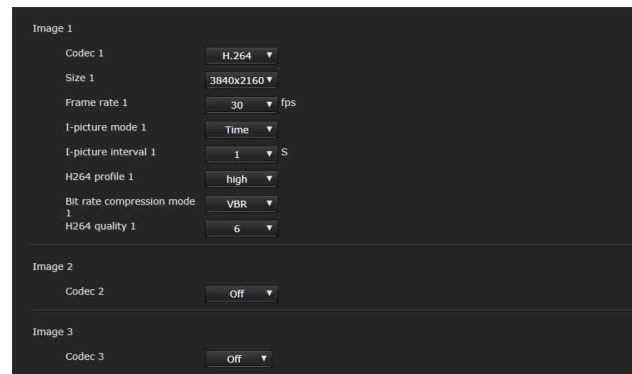 Image 1
Codec 1 H.264
Size 1 3840x2160
Frame rate 1 30 fps
I-picture mode 1 Time
I-picture interval 1 1 S
H264 profile 1 high
Bit rate compression mode 1 VBR
H264 quality 1 6
Image 2
Codec 2 Off
Image 3
Codec 3 Off